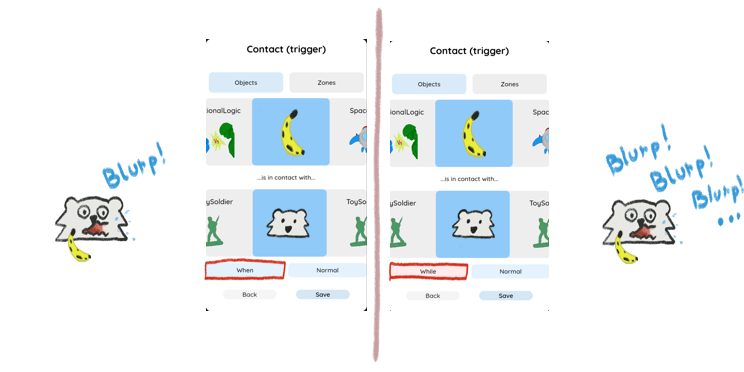 Blurp!
Contact (trigger)
Objects Zones
ionalLogic Spac
...is in contact with...
ySoldier ToySo
When Normal
Back Save
Contact (trigger)
Objects Zones
onalLogic Spac
...is in contact with...
ySoldier ToySo
While Normal
Back Save
Blurp!
Blurp!
Blurp!
...